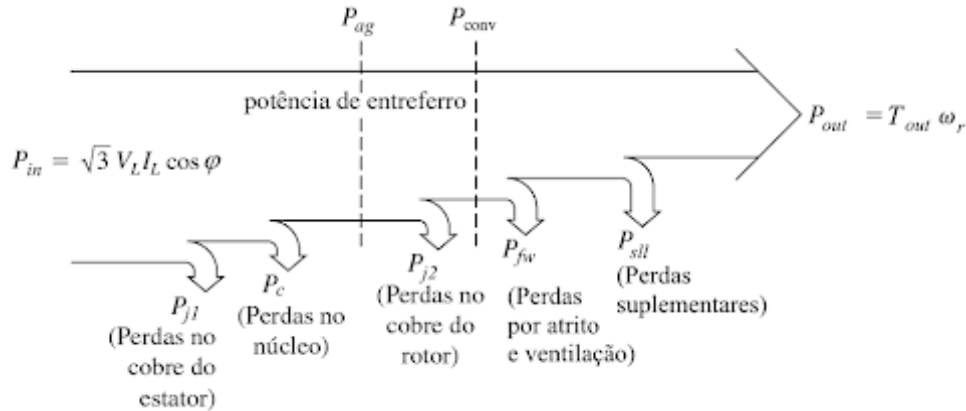 P_ag
P_conv
potência de entreferro
P_out = T_out ω_r
P_in = √3 V_L I_L cos φ
P_j1
(Perdas no
cobre do
estator)
P_c
(Perdas no
núcleo)
P_j2
(Perdas no
cobre do
rotor)
P_fw
(Perdas
por atrito
e ventilação)
P_sll
(Perdas
suplementares)